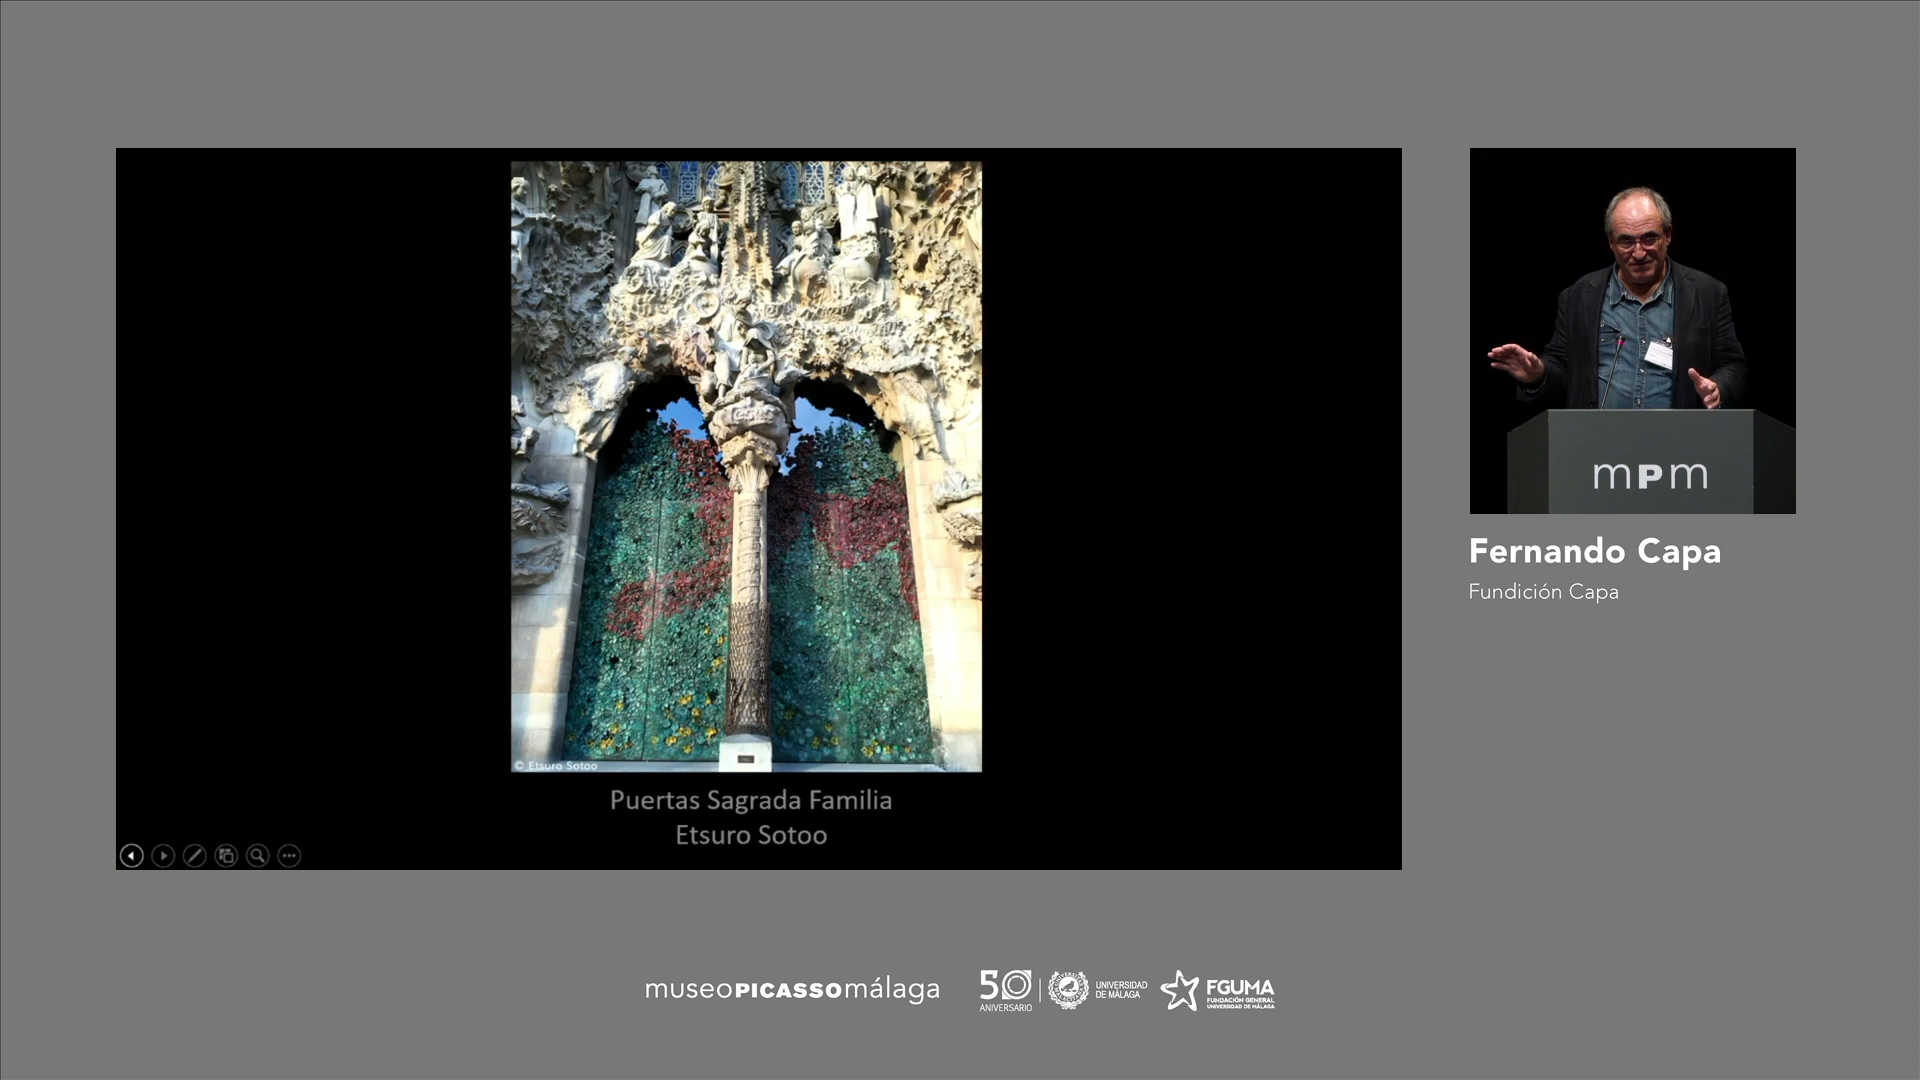 © Etsuro Sotoo
Puertas Sagrada Familia
Etsuro Sotoo
mPm
Fernando Capa
Fundición Capa
museoPICASSOmálaga
50
ANIVERSARIO
UNIVERSIDAD
DE MÁLAGA
FGUMA
FUNDACIÓN GENERAL
UNIVERSIDAD DE MÁLAGA